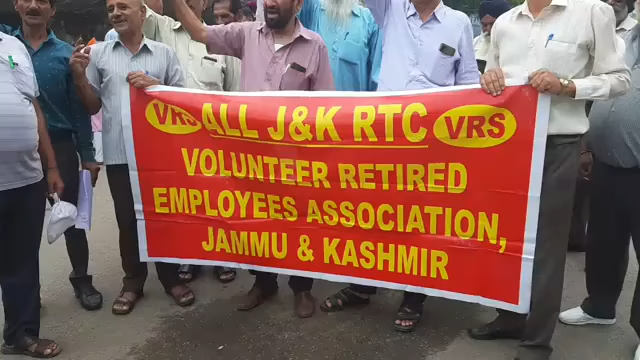 VRS ALL J&K RTC VRS
VOLUNTEER RETIRED
EMPLOYEES ASSOCIATION,
JAMMU & KASHMIR